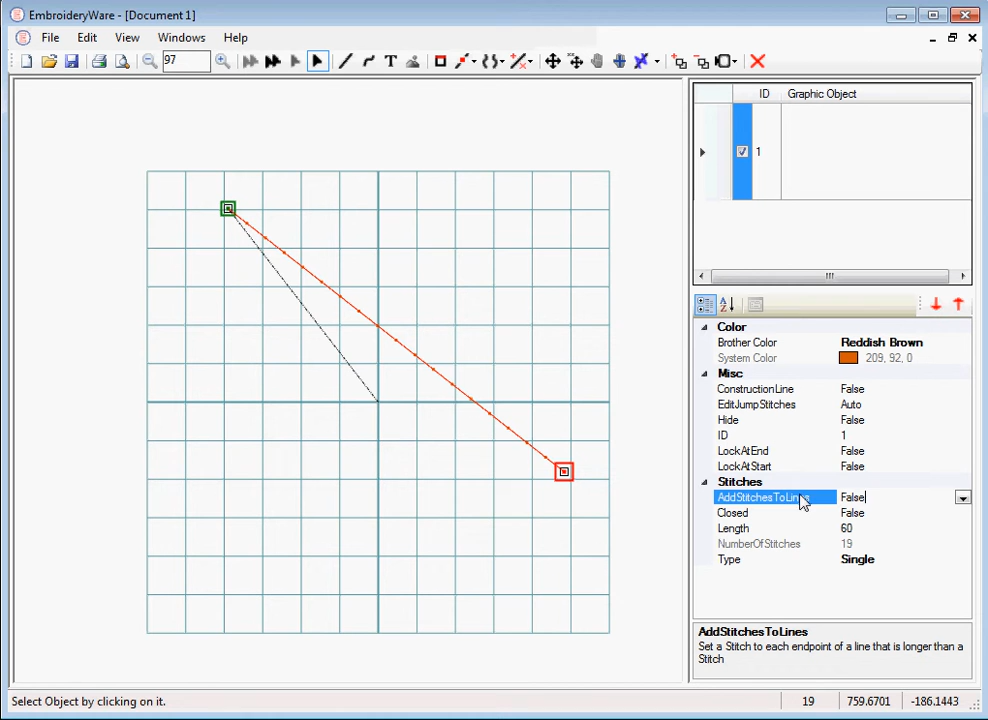 EmbroideryWare - [Document 1]
File Edit View Windows Help
97
T
ID Graphic Object
1
A
Z
Color
Brother Color Reddish Brown
System Color 209, 92, 0
Misc
ConstructionLine False
EditJumpStitches Auto
Hide False
ID 1
LockAtEnd False
LockAtStart False
Stitches
AddStitchesToLines False
Closed False
Length 60
NumberOfStitches 19
Type Single
AddStitchesToLines
Set a Stitch to each endpoint of a line that is longer than a
Stitch
Select Object by clicking on it. 19 759.6701 -186.1443